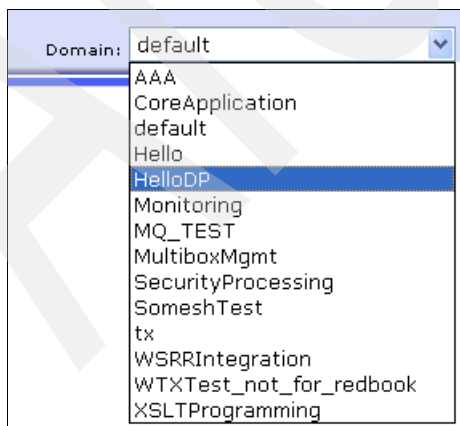 Domain: default
AAA
CoreApplication
default
Hello
HelloDP
Monitoring
MQ_TEST
MultiboxMgmt
SecurityProcessing
SomeshTest
tx
WSRRIntegration
WTXTest_not_for_redbook
XSLTProgramming